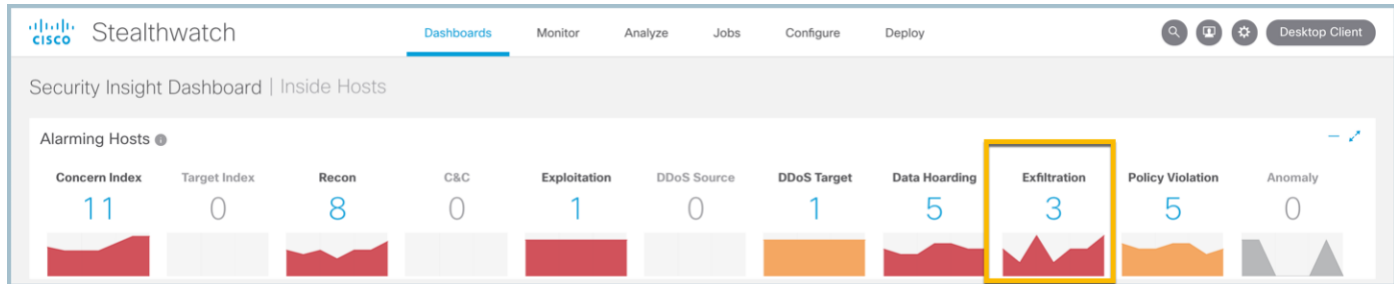 CISCO Stealthwatch Dashboards Monitor Analyze Jobs Configure Deploy Desktop Client
Security Insight Dashboard | Inside Hosts
Alarming Hosts
Concern Index Target Index Recon C&C Exploitation DDoS Source DDoS Target Data Hoarding Exfiltration Policy Violation Anomaly
11 0 8 0 1 0 1 5 3 5 0